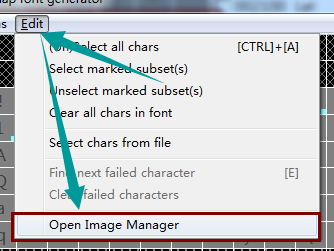 map font generator
Edit
(Un)Select all chars [CTRL]+[A]
Select marked subset(s)
Unselect marked subset(s)
Clear all chars in font
Select chars from file
Find next failed character [E]
Clear failed characters
Open Image Manager